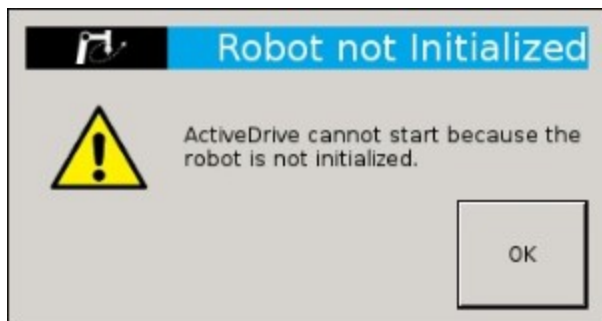 Robot not Initialized
ActiveDrive cannot start because the
robot is not initialized.
OK